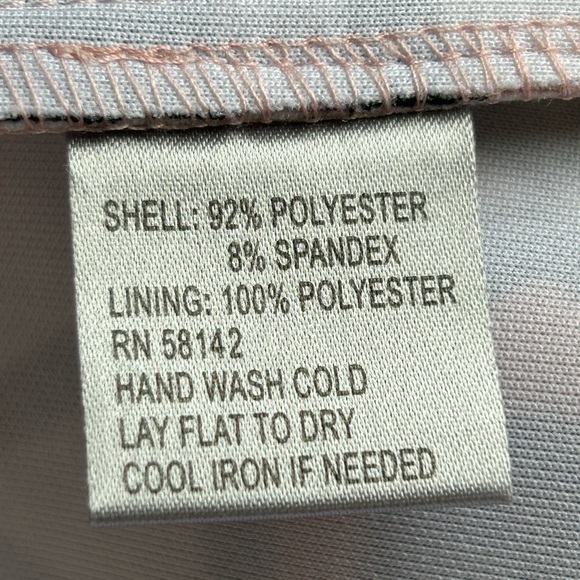 SHELL: 92% POLYESTER
8% SPANDEX
LINING: 100% POLYESTER
RN 58142
HAND WASH COLD
LAY FLAT TO DRY
COOL IRON IF NEEDED